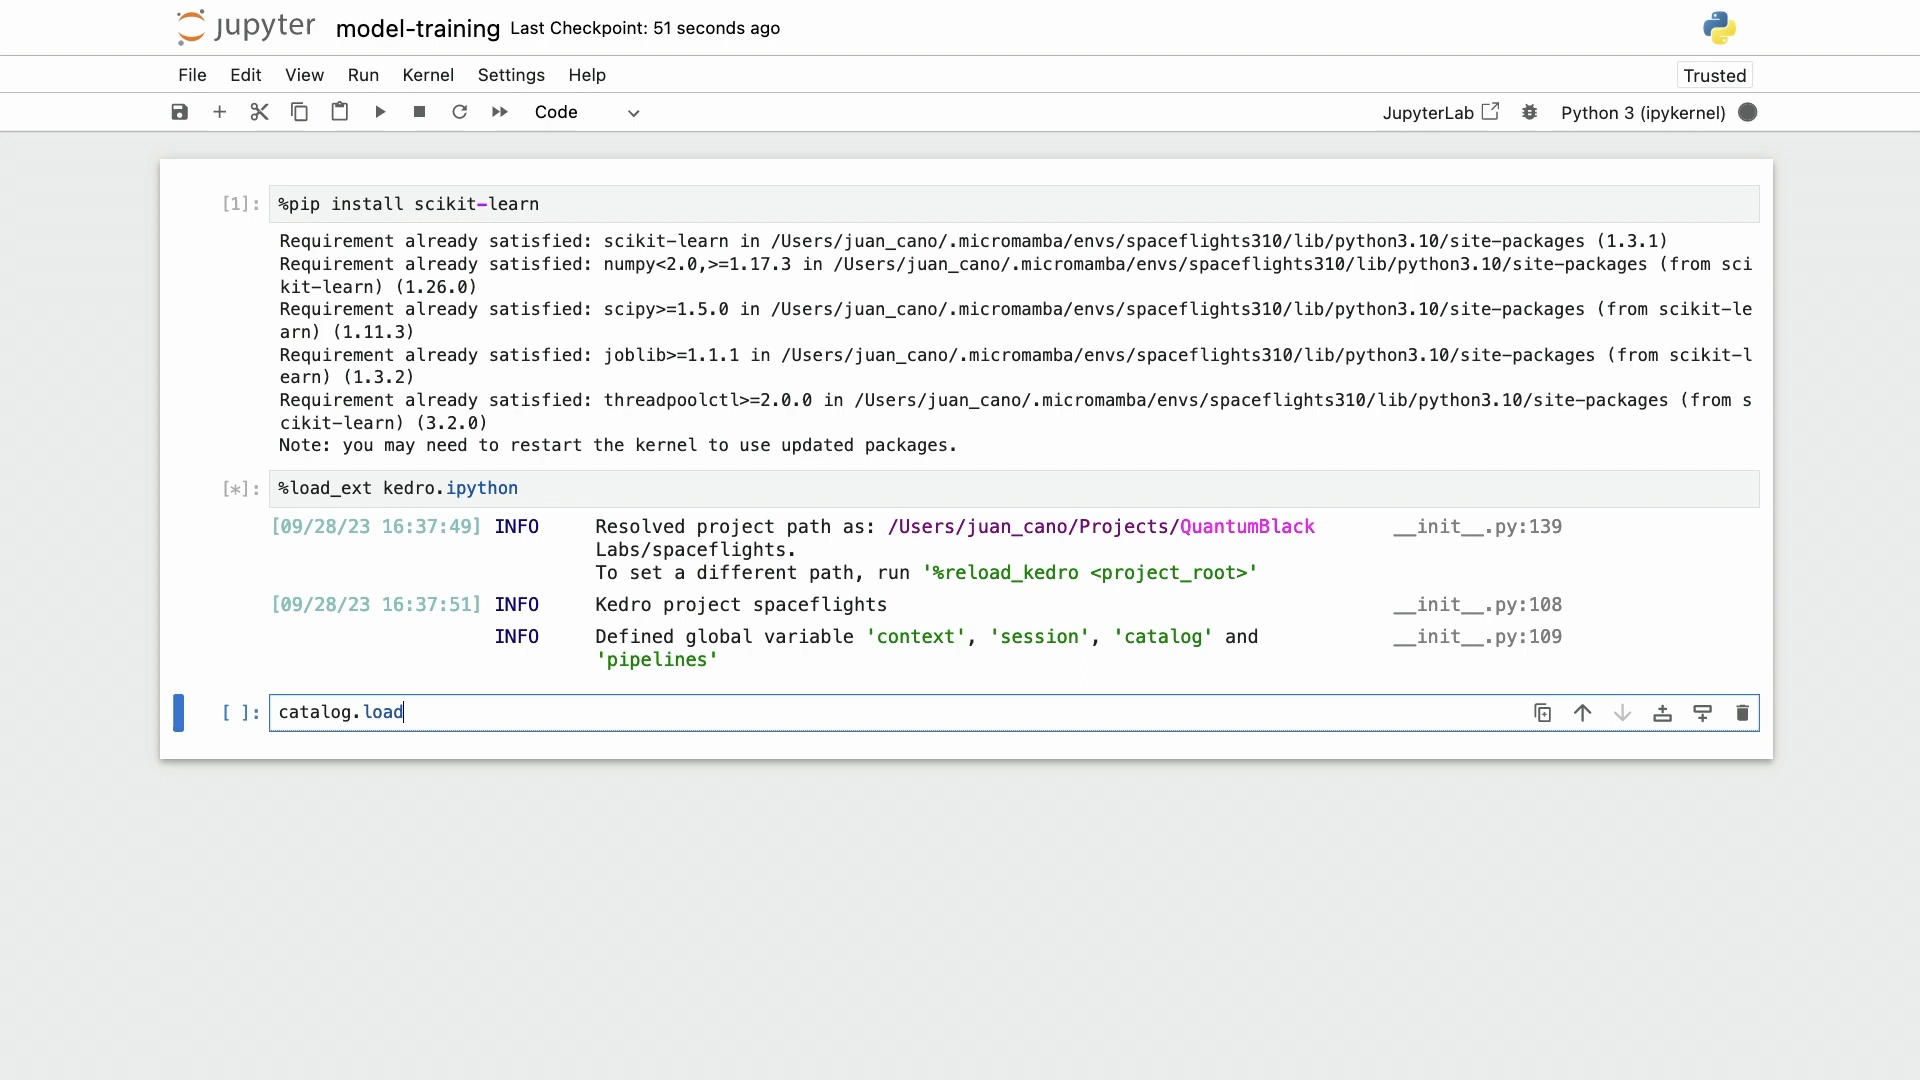 jupyter model-training Last Checkpoint: 51 seconds ago
File Edit View Run Kernel Settings Help Trusted
Code JupyterLab Python 3 (ipykernel)
[1]: %pip install scikit-learn
Requirement already satisfied: scikit-learn in /Users/juan_cano/.micromamba/envs/spaceflights310/lib/python3.10/site-packages (1.3.1)
Requirement already satisfied: numpy<2.0,>=1.17.3 in /Users/juan_cano/.micromamba/envs/spaceflights310/lib/python3.10/site-packages (from sci
kit-learn) (1.26.0)
Requirement already satisfied: scipy>=1.5.0 in /Users/juan_cano/.micromamba/envs/spaceflights310/lib/python3.10/site-packages (from scikit-le
arn) (1.11.3)
Requirement already satisfied: joblib>=1.1.1 in /Users/juan_cano/.micromamba/envs/spaceflights310/lib/python3.10/site-packages (from scikit-l
earn) (1.3.2)
Requirement already satisfied: threadpoolctl>=2.0.0 in /Users/juan_cano/.micromamba/envs/spaceflights310/lib/python3.10/site-packages (from s
cikit-learn) (3.2.0)
Note: you may need to restart the kernel to use updated packages.
[*]: %load_ext kedro.ipython
[09/28/23 16:37:49] INFO Resolved project path as: /Users/juan_cano/Projects/QuantumBlack __init__.py:139
Labs/spaceflights.
To set a different path, run '%reload_kedro <project_root>'
[09/28/23 16:37:51] INFO Kedro project spaceflights __init__.py:108
INFO Defined global variable 'context', 'session', 'catalog' and __init__.py:109
'pipelines'
[ ]: catalog.load